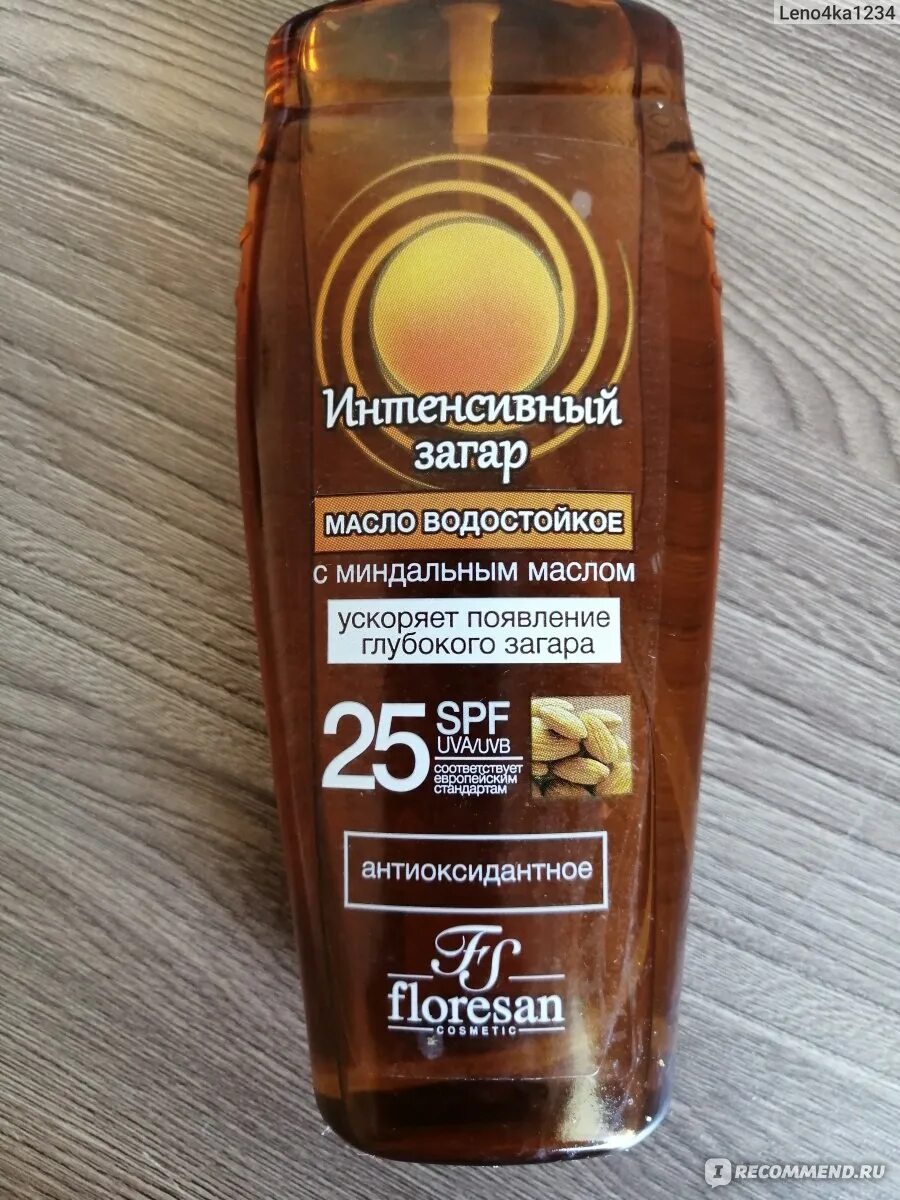 Leno4ka1234
Интенсивный
загар
МАСЛО ВОДОСТОЙКОЕ
С МИНДАЛЬНЫМ МАСЛОМ
ускоряет появление
глубокого загара
25 SPF
UVA/UVB
соответствует
европейским
стандартам
антиоксидантное
FS
floresan
COSMETIC
I RECOMMEND.RU